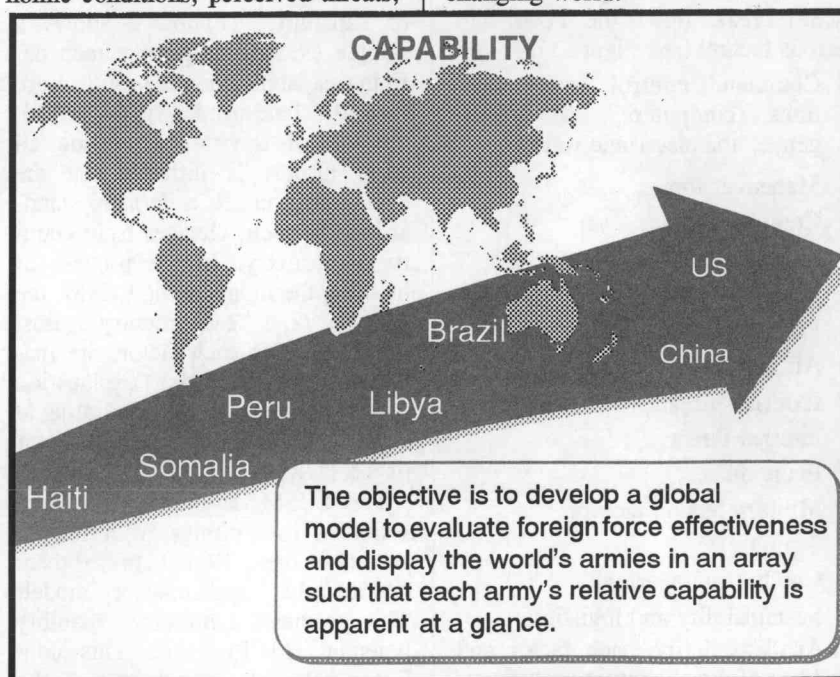 CAPABILITY
US
China
Brazil
Libya
Peru
Somalia
Haiti
The objective is to develop a global
model to evaluate foreign force effectiveness
and display the world's armies in an array
such that each army's relative capability is
apparent at a glance.